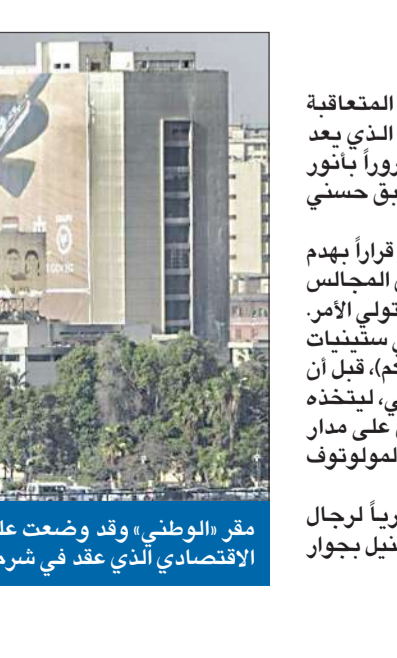 المتعاقبة
الذي يعد
روراً بأنور
بق حسني
قراراً بهدم
المجالس
تولي الأمر.
ي ستينيات
كم)، قبل أن
ي، ليتخذه
على مدار
لمولوتوف
رياً لرجال
نيل بجوار
مقر «الوطني» وقد وضعت عل
الاقتصادي الذي عقد في شرم